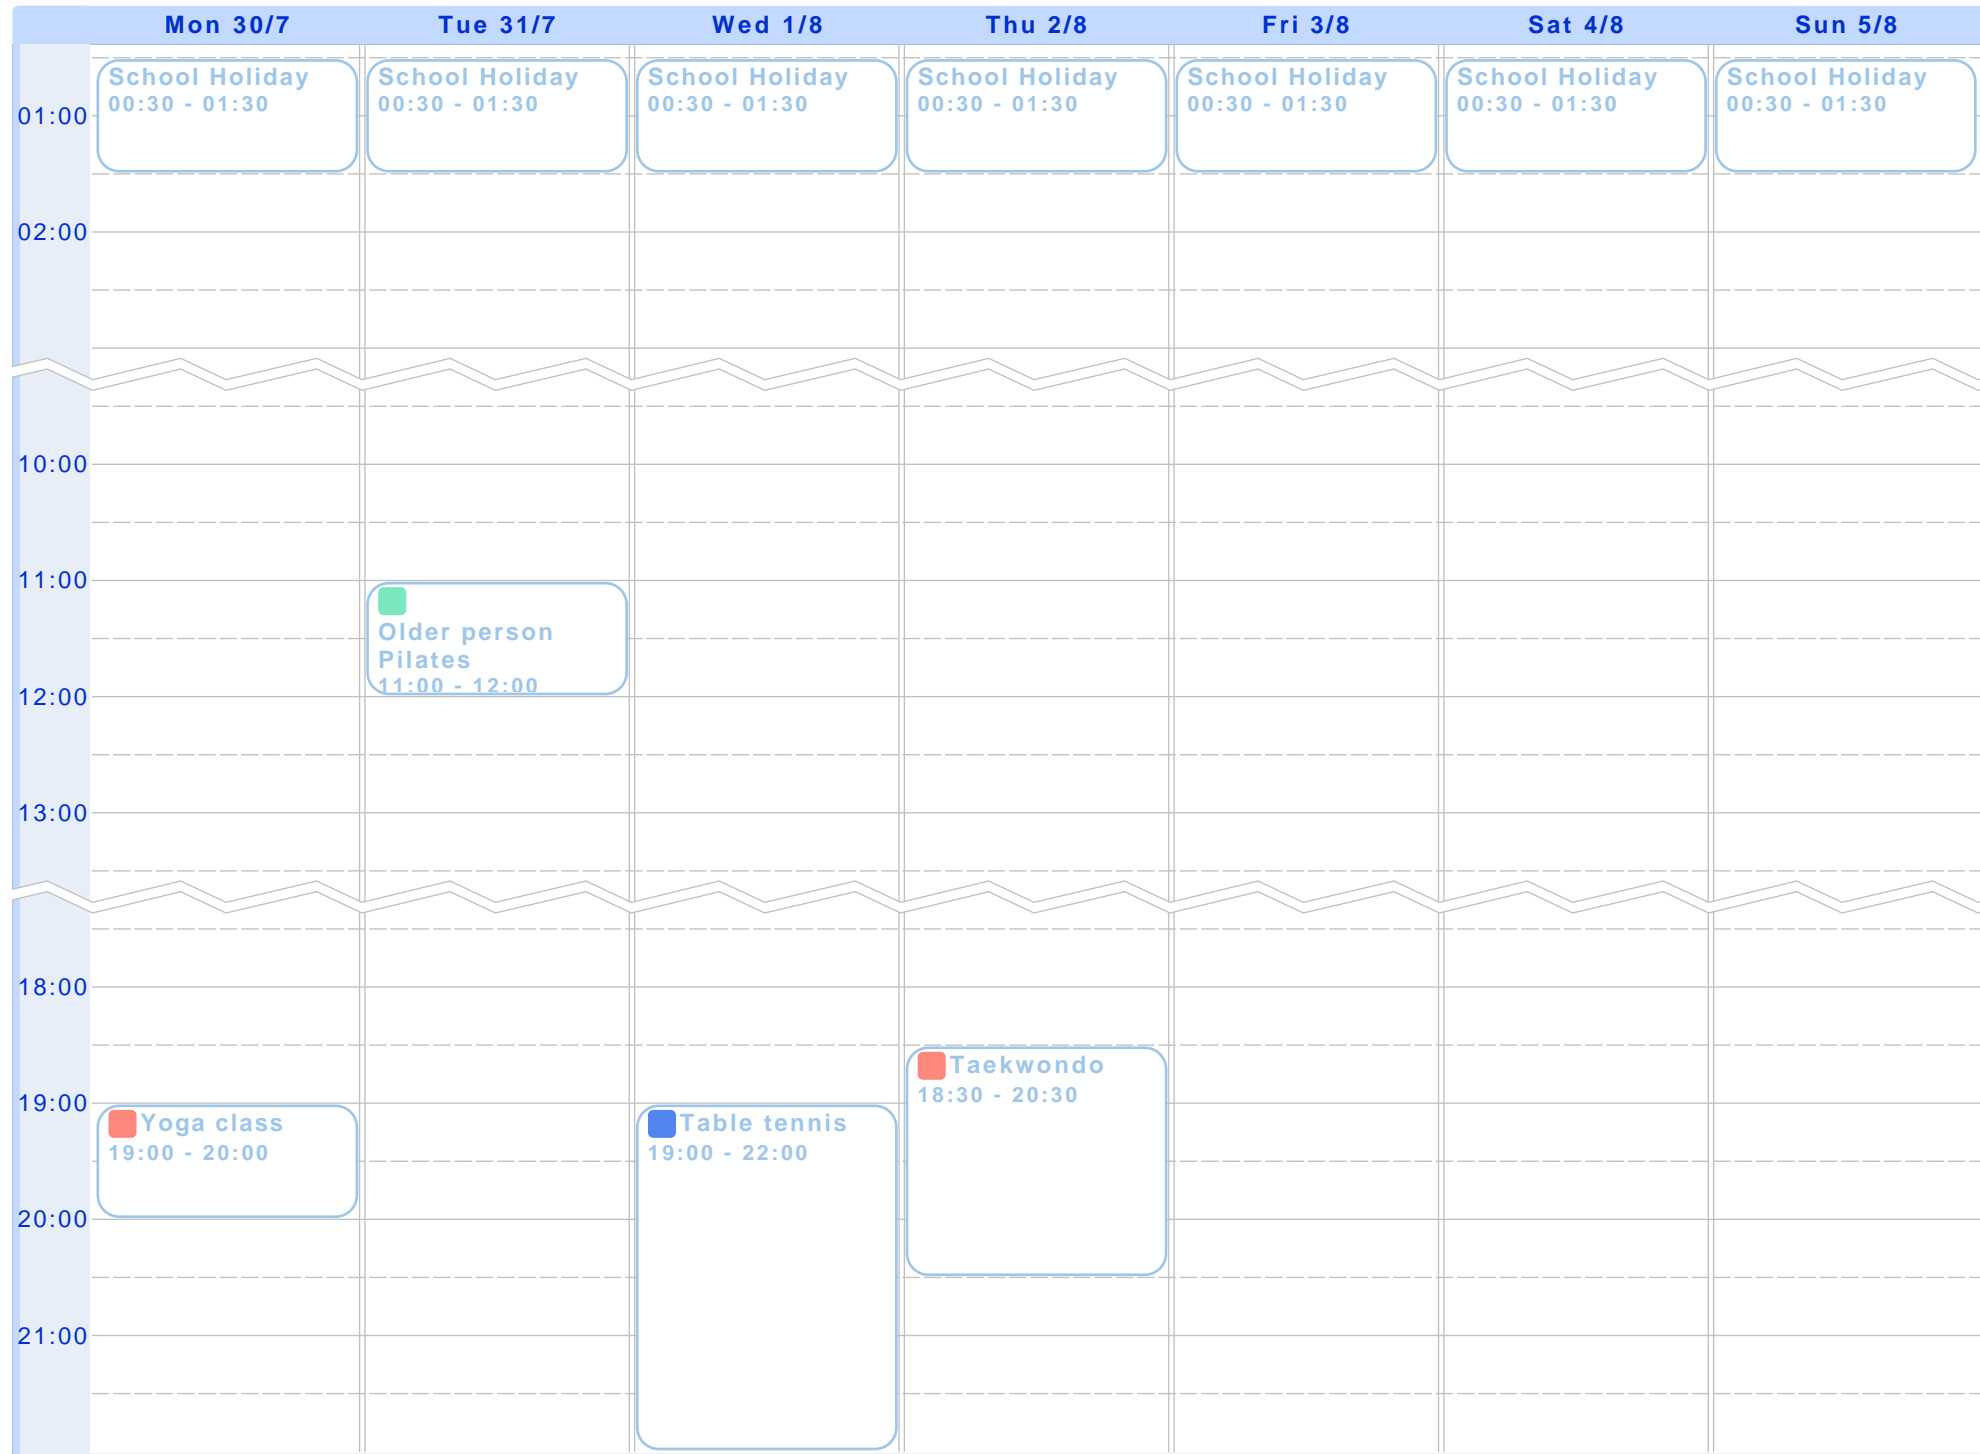 Mon 30/7 Tue 31/7 Wed 1/8 Thu 2/8 Fri 3/8 Sat 4/8 Sun 5/8
School Holiday School Holiday School Holiday School Holiday School Holiday School Holiday School Holiday
00:30 - 01:30 00:30 - 01:30 00:30 - 01:30 00:30 - 01:30 00:30 - 01:30 00:30 - 01:30 00:30 - 01:30
01:00
02:00
10:00
11:00
Older person
Pilates
11:00 - 12:00
12:00
13:00
18:00
Taekwondo
18:30 - 20:30
19:00
Yoga class Table tennis
19:00 - 20:00 19:00 - 22:00
20:00
21:00